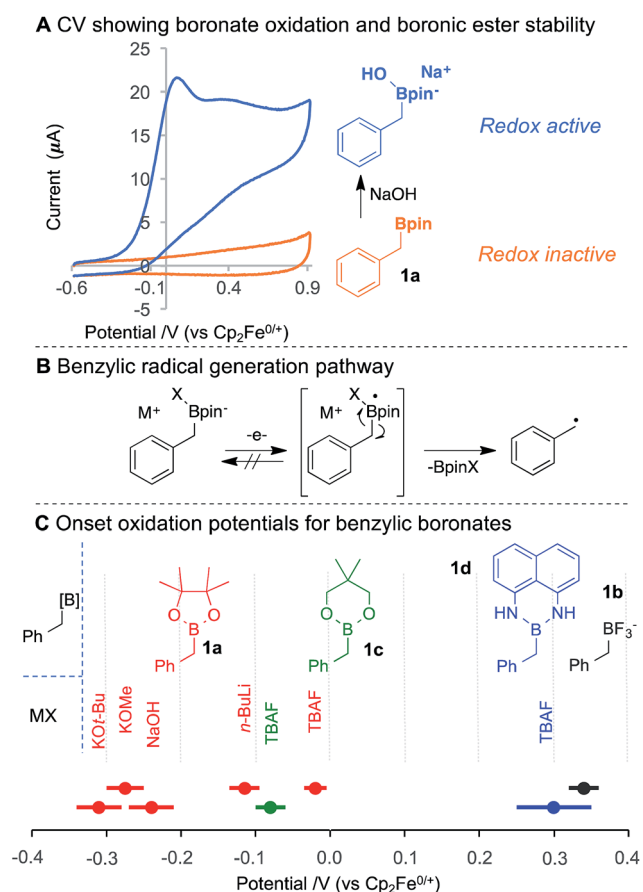 A CV showing boronate oxidation and boronic ester stability
25
20
15
10
5
0
-5
-0.6
-0.1
0.4
0.9
Current (μA)
Potential /V (vs Cp2Fe0/+)
HO
Na+
Bpin-
Redox active
NaOH
Bpin
1a
Redox inactive
B Benzylic radical generation pathway
M+
X
Bpin-
-e-
M+
X
Bpin
-BpinX
C Onset oxidation potentials for benzylic boronates
[B]
Ph
O
O
B
Ph
1a
O
O
B
Ph
1c
1d
HN
NH
B
Ph
1b
BF3-
Ph
MX
KOt-Bu
KOMe
NaOH
n-BuLi
TBAF
TBAF
TBAF
-0.4
-0.3
-0.2
-0.1
0.0
0.1
0.2
0.3
0.4
Potential /V (vs Cp2Fe0/+)